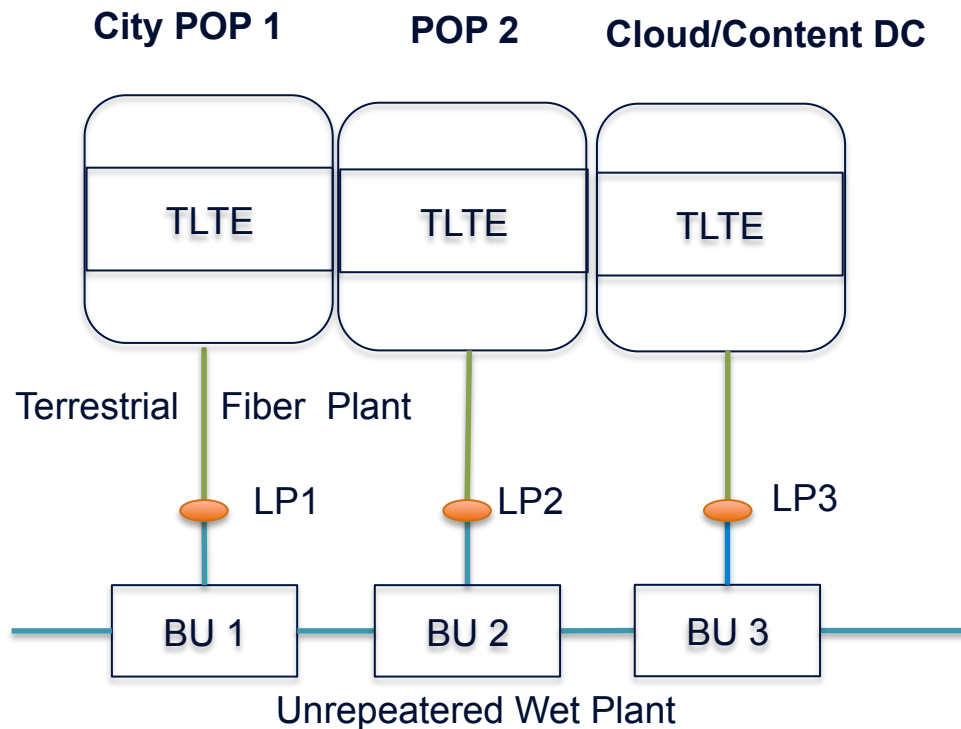 City POP 1
POP 2
Cloud/Content DC
TLTE
TLTE
TLTE
Terrestrial Fiber Plant
LP1
LP2
LP3
BU 1
BU 2
BU 3
Unrepeatered Wet Plant